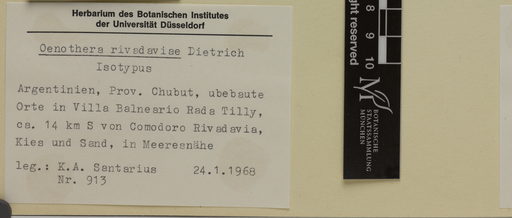 Herbarium des Botanischen Institutes
der Universität Düsseldorf
Oenothera rivadaviae Dietrich
Isotypus
Argentinien, Prov. Chubut, ubebaute
Orte in Villa Balneario Rada Tilly,
ca. 14 km S von Comodoro Rivadavia,
Kies und Sand, in Meeresnähe
leg.: K.A. Santarius 24.1.1968
Nr. 913
ght reserved
8 9 10
BOTANISCHE
STAATSSAMMLUNG
MÜNCHEN